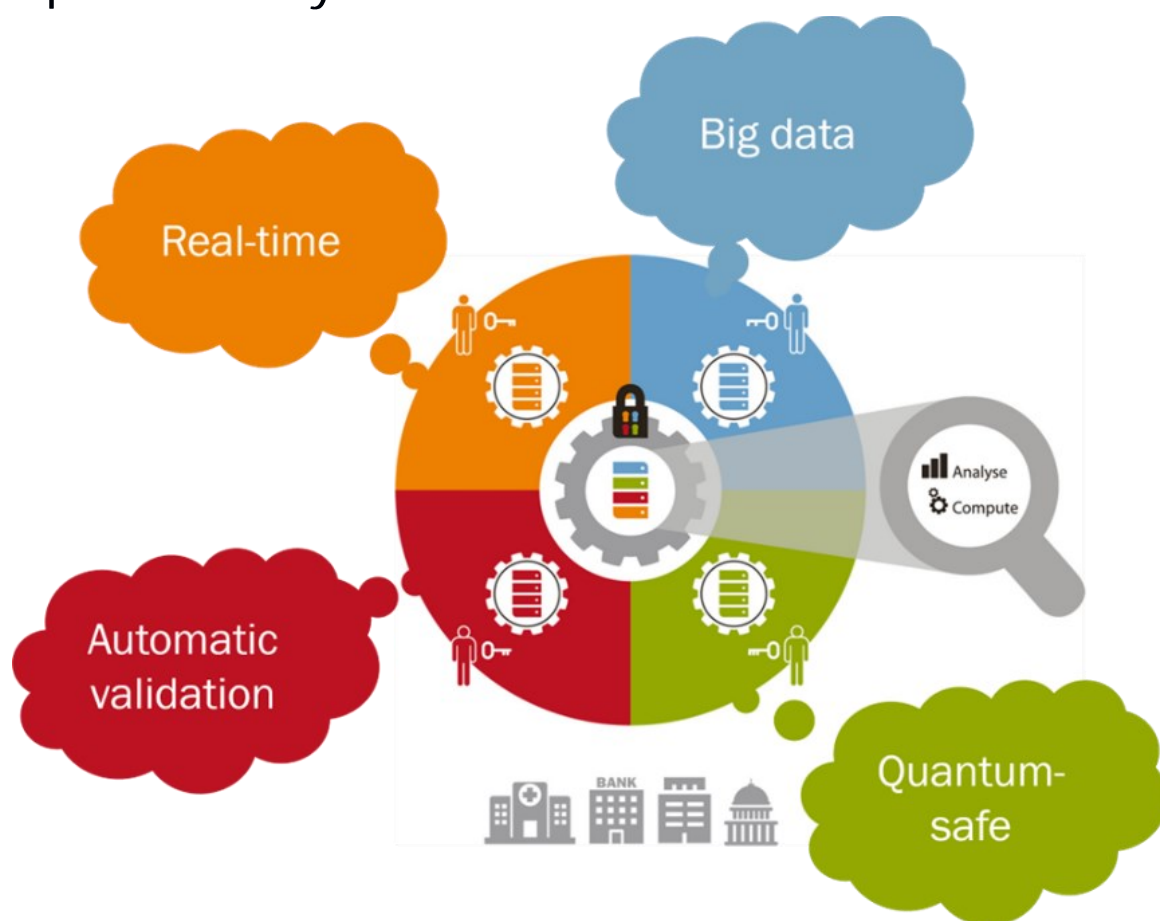 Big data
Real-time
Analyse
Compute
Automatic
validation
BANK
Quantum-
safe